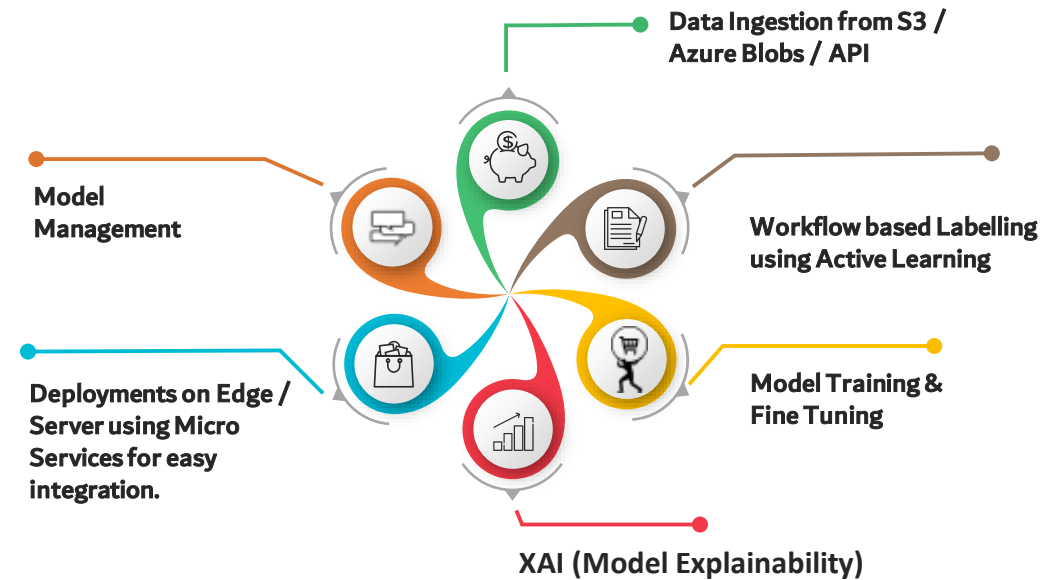 Data Ingestion from S3 /
Azure Blobs / API
Model
Management
Workflow based Labelling
using Active Learning
Deployments on Edge /
Server using Micro
Services for easy
integration.
Model Training &
Fine Tuning
XAI (Model Explainability)
$